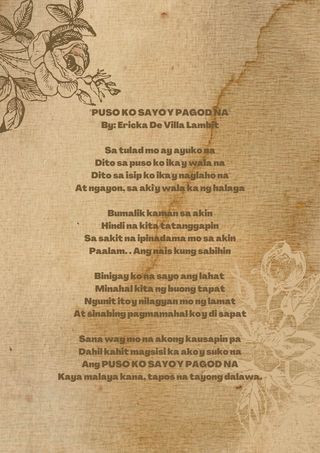 "PUSO KO SAYO'Y PAGOD NA"
By: Ericka De Villa Lambit
Sa tulad mo ay ayuko na
Dito sa puso ko ika'y wala na
Dito sa isip ko ika'y naglaho na
At ngayon, sa aki'y wala ka ng halaga
Bumalik kaman sa akin
Hindi na kita tatanggapin
Sa sakit na ipinadama mo sa akin
Paalam. . Ang nais kung sabihin
Binigay ko na sayo ang lahat
Minahal kita ng buong tapat
Ngunit ito'y nilagyan mo ng lamat
At sinabing pagmamahal ko'y di sapat
Sana way mo na akong kausapin pa
Dahil kahit magsisi ka ako'y suko na
Ang PUSO KO SAYO'Y PAGOD NA
Kaya malaya kana, tapos na tayong dalawa.